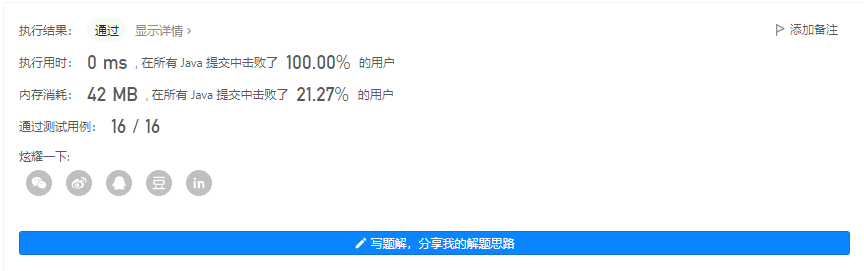 执行结果： 通过 显示详情 › 添加备注
执行用时： 0 ms , 在所有 Java 提交中击败了 100.00% 的用户
内存消耗： 42 MB , 在所有 Java 提交中击败了 21.27% 的用户
通过测试用例： 16 / 16
炫耀一下:
豆 in
写题解，分享我的解题思路